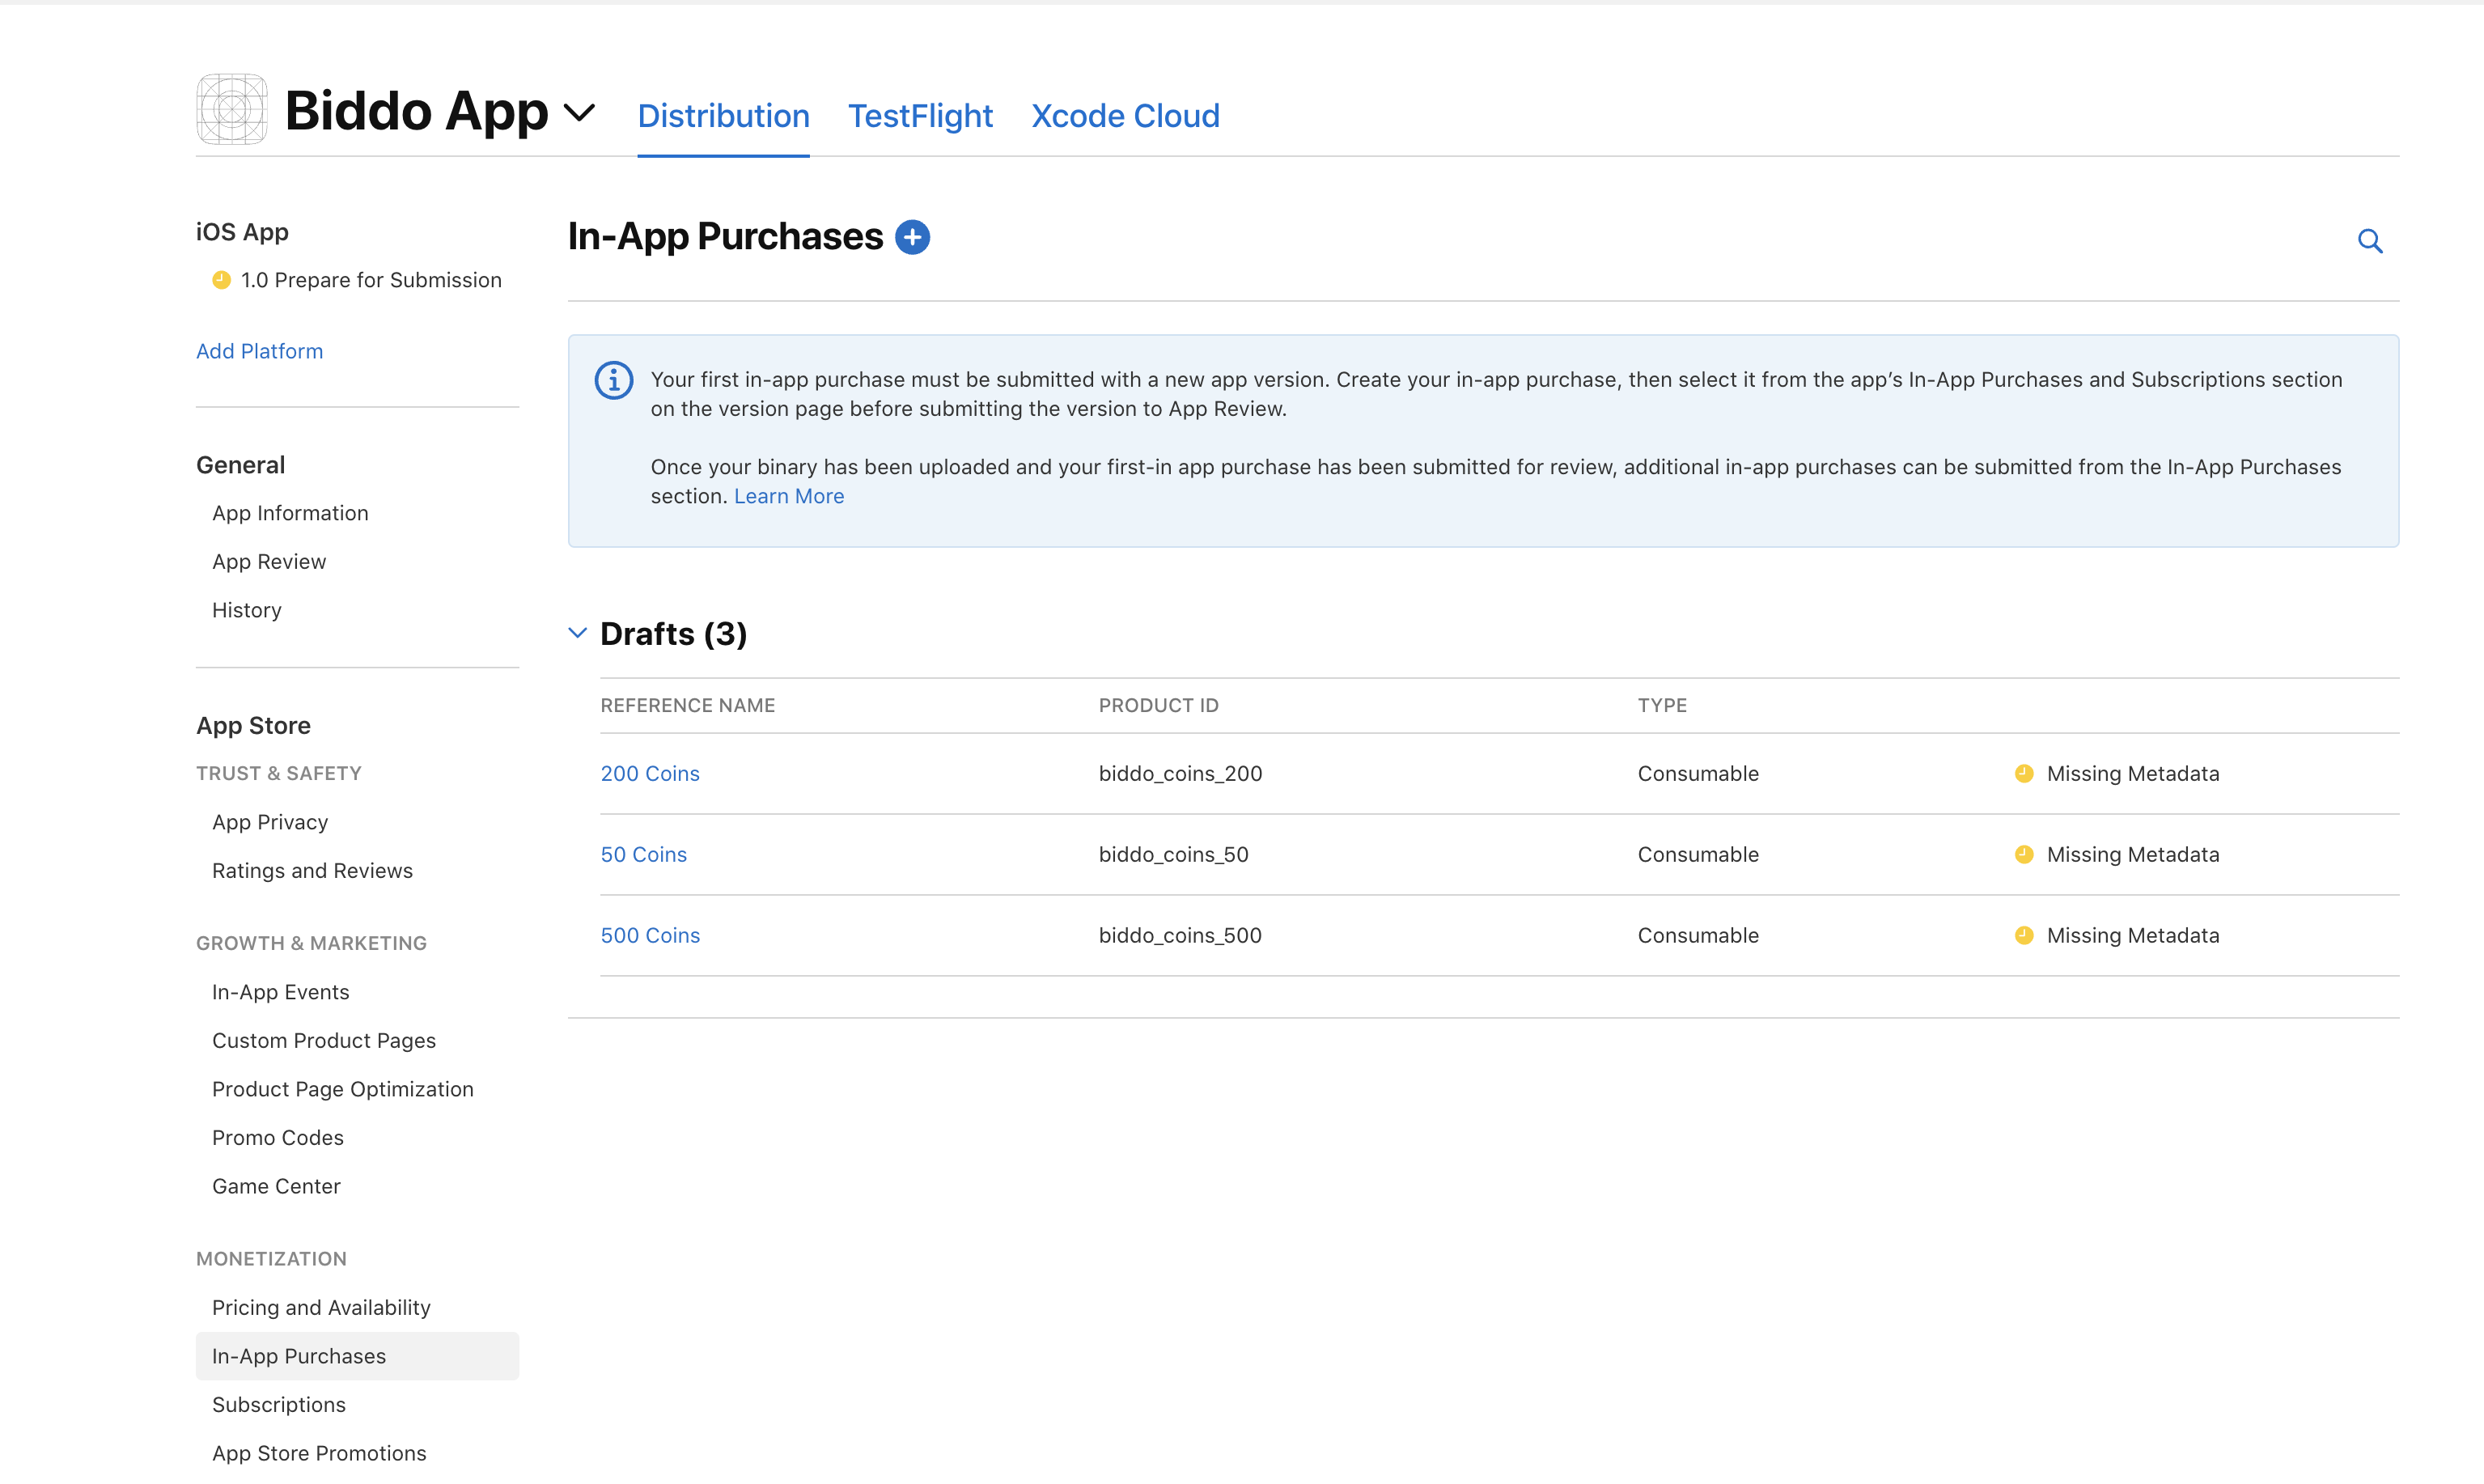 Biddo App
Distribution
TestFlight
Xcode Cloud
iOS App
1.0 Prepare for Submission
Add Platform
General
App Information
App Review
History
App Store
TRUST & SAFETY
App Privacy
Ratings and Reviews
GROWTH & MARKETING
In-App Events
Custom Product Pages
Product Page Optimization
Promo Codes
Game Center
MONETIZATION
Pricing and Availability
In-App Purchases
Subscriptions
App Store Promotions
In-App Purchases
Your first in-app purchase must be submitted with a new app version. Create your in-app purchase, then select it from the app’s In-App Purchases and Subscriptions section
on the version page before submitting the version to App Review.
Once your binary has been uploaded and your first-in app purchase has been submitted for review, additional in-app purchases can be submitted from the In-App Purchases
section. Learn More
Drafts (3)
REFERENCE NAME PRODUCT ID TYPE
200 Coins biddo_coins_200 Consumable Missing Metadata
50 Coins biddo_coins_50 Consumable Missing Metadata
500 Coins biddo_coins_500 Consumable Missing Metadata